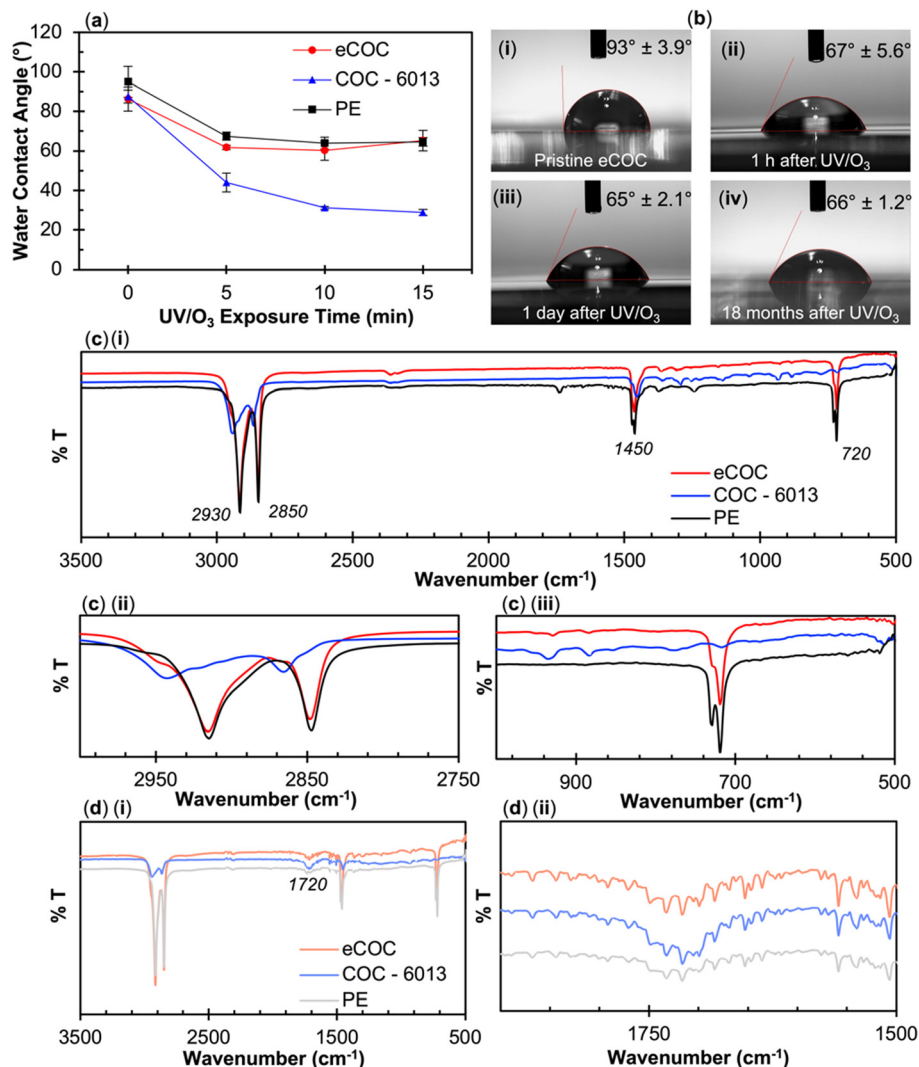 (a)
Water Contact Angle (°)
120
100
80
60
40
20
0
eCOC
COC - 6013
PE
0 5 10 15
UV/O₃ Exposure Time (min)
(b)
(i) 93° ± 3.9°
Pristine eCOC
(ii) 67° ± 5.6°
1 h after UV/O₃
(iii) 65° ± 2.1°
1 day after UV/O₃
(iv) 66° ± 1.2°
18 months after UV/O₃
(c) (i)
% T
2930
2850
1450
720
eCOC
COC - 6013
PE
3500 3000 2500 2000 1500 1000 500
Wavenumber (cm⁻¹)
(c) (ii)
% T
2950 2850 2750
Wavenumber (cm⁻¹)
(c) (iii)
% T
900 700 500
Wavenumber (cm⁻¹)
(d) (i)
% T
1720
eCOC
COC - 6013
PE
3500 2500 1500 500
Wavenumber (cm⁻¹)
(d) (ii)
% T
1750 1500
Wavenumber (cm⁻¹)